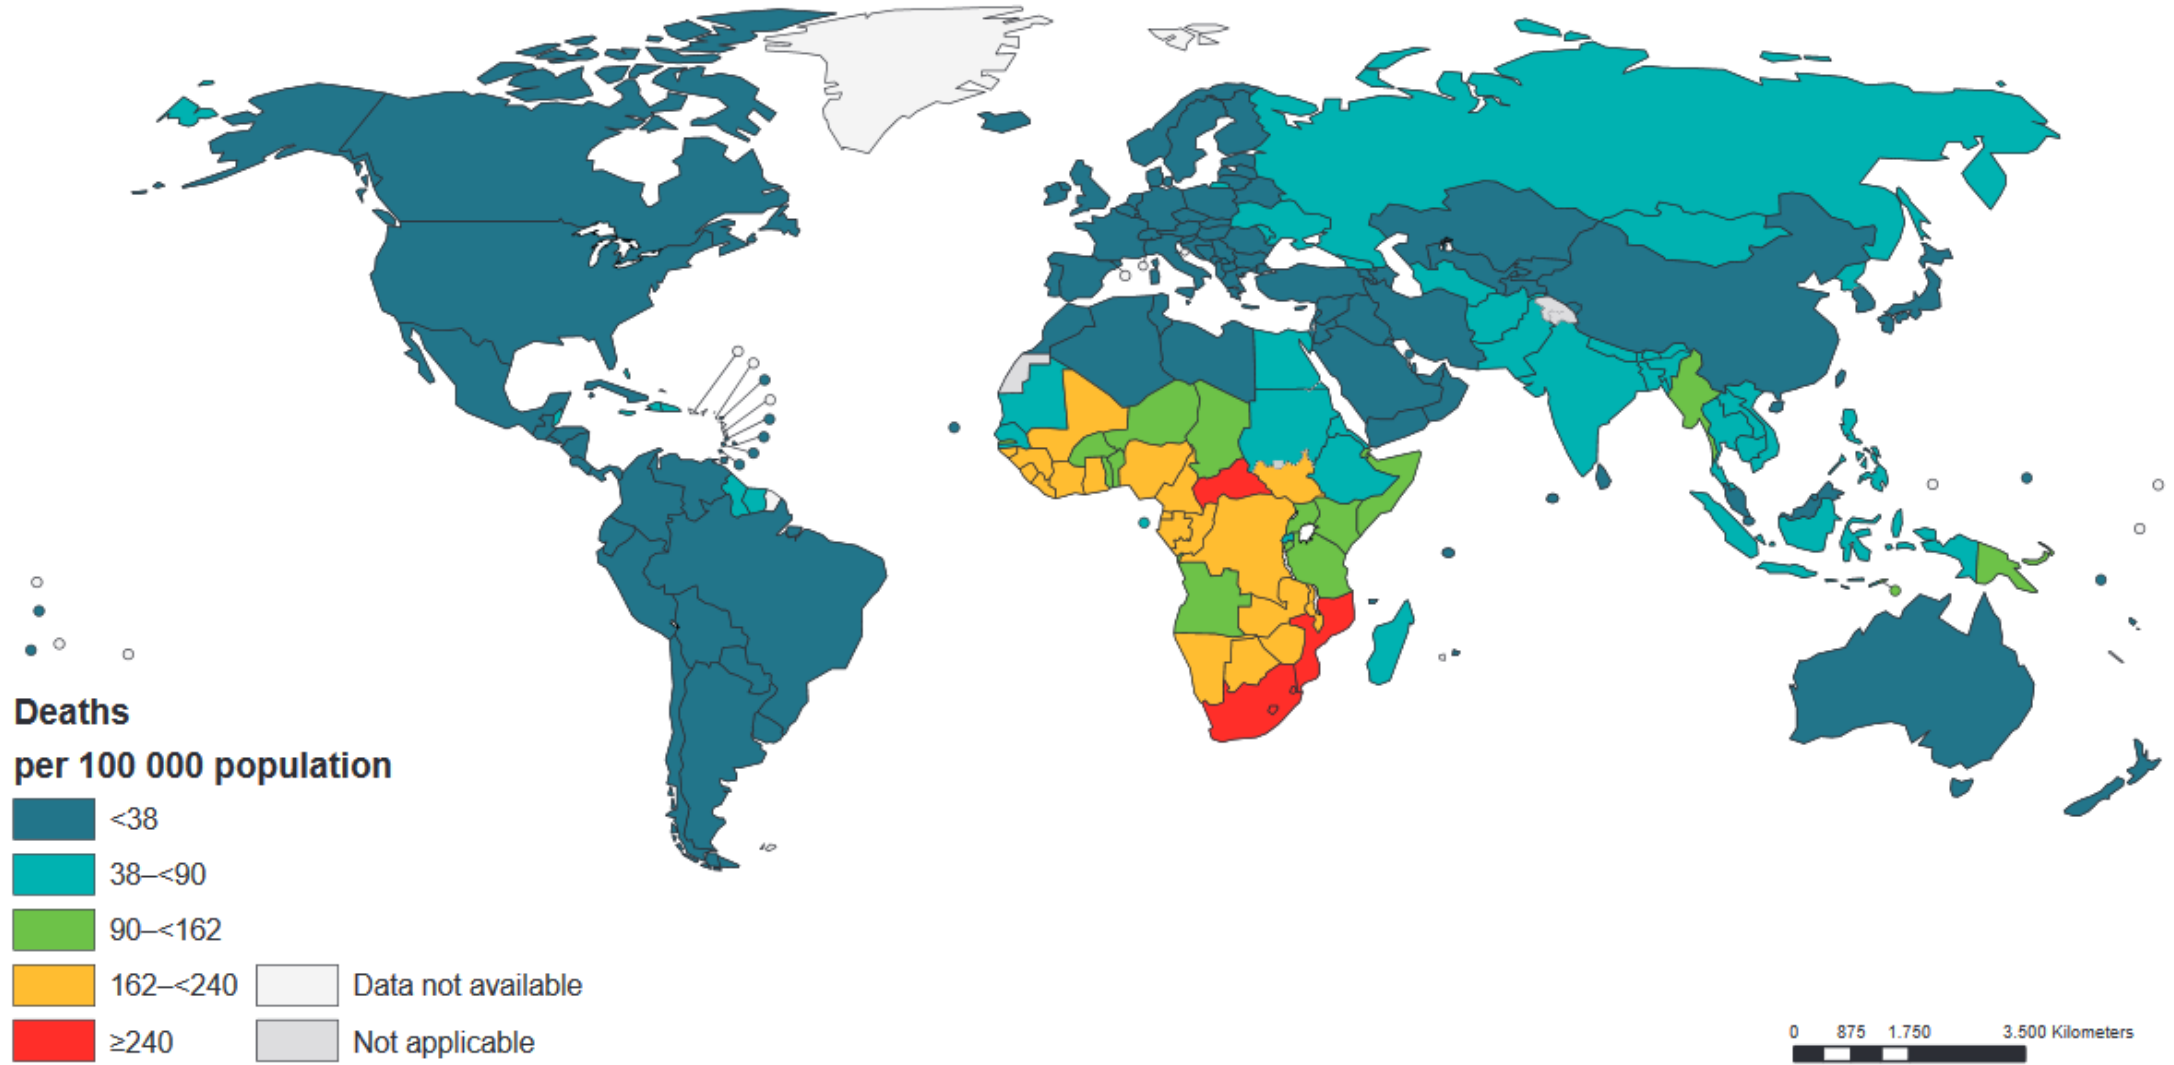 Deaths
per 100 000 population
<38
38–<90
90–<162
162–<240
Data not available
≥240
Not applicable
0 875 1.750 3.500 Kilometers